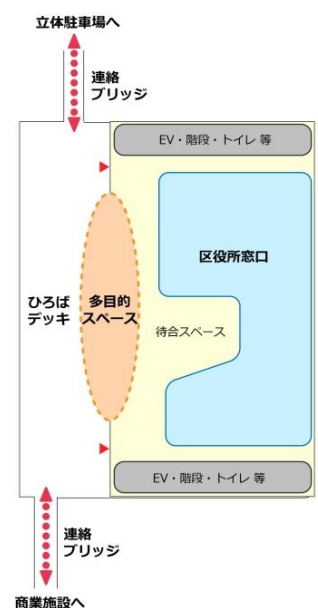 立体駐車場へ
連絡
ブリッジ
EV・階段・トイレ 等
区役所窓口
ひろば
デッキ
多目的
スペース
待合スペース
EV・階段・トイレ 等
連絡
ブリッジ
商業施設へ